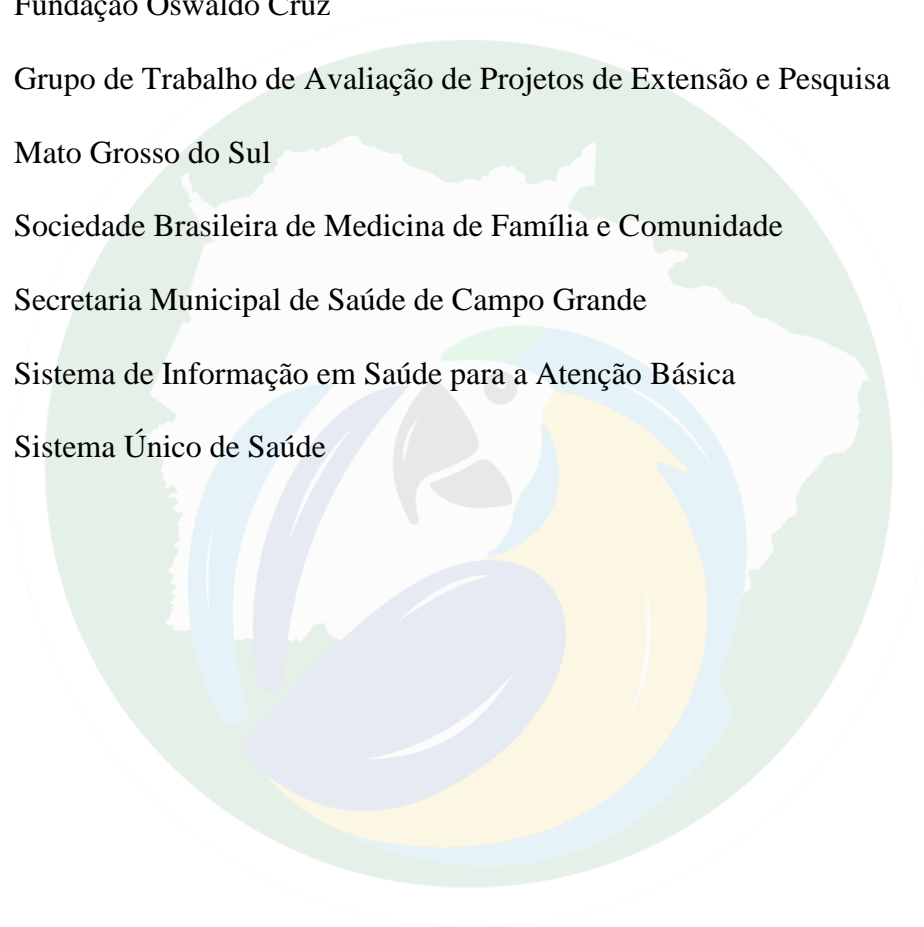 Fundação Oswaldo Cruz
Grupo de Trabalho de Avaliação de Projetos de Extensão e Pesquisa
Mato Grosso do Sul
Sociedade Brasileira de Medicina de Família e Comunidade
Secretaria Municipal de Saúde de Campo Grande
Sistema de Informação em Saúde para a Atenção Básica
Sistema Único de Saúde